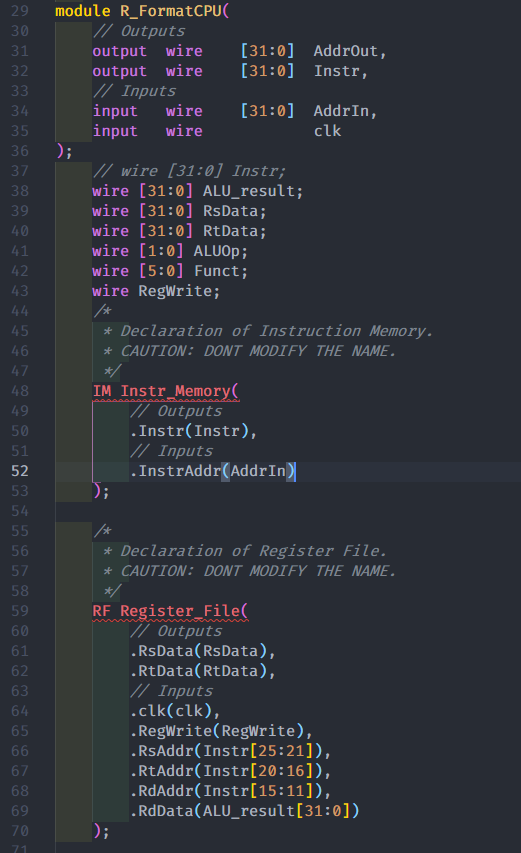 29 module R_FormatCPU(
30     // Outputs
31     output  wire    [31:0]  AddrOut,
32     output  wire    [31:0]  Instr,
33     // Inputs
34     input   wire    [31:0]  AddrIn,
35     input   wire            clk
36 );
37     // wire [31:0] Instr;
38     wire [31:0] ALU_result;
39     wire [31:0] RsData;
40     wire [31:0] RtData;
41     wire [1:0] ALUOp;
42     wire [5:0] Funct;
43     wire RegWrite;
44     /*
45      * Declaration of Instruction Memory.
46      * CAUTION: DONT MODIFY THE NAME.
47      */
48     IM Instr_Memory(
49         // Outputs
50         .Instr(Instr),
51         // Inputs
52         .InstrAddr(AddrIn)
53     );
54
55     /*
56      * Declaration of Register File.
57      * CAUTION: DONT MODIFY THE NAME.
58      */
59     RF Register_File(
60         // Outputs
61         .RsData(RsData),
62         .RtData(RtData),
63         // Inputs
64         .clk(clk),
65         .RegWrite(RegWrite),
66         .RsAddr(Instr[25:21]),
67         .RtAddr(Instr[20:16]),
68         .RdAddr(Instr[15:11]),
69         .RdData(ALU_result[31:0])
70     );
71